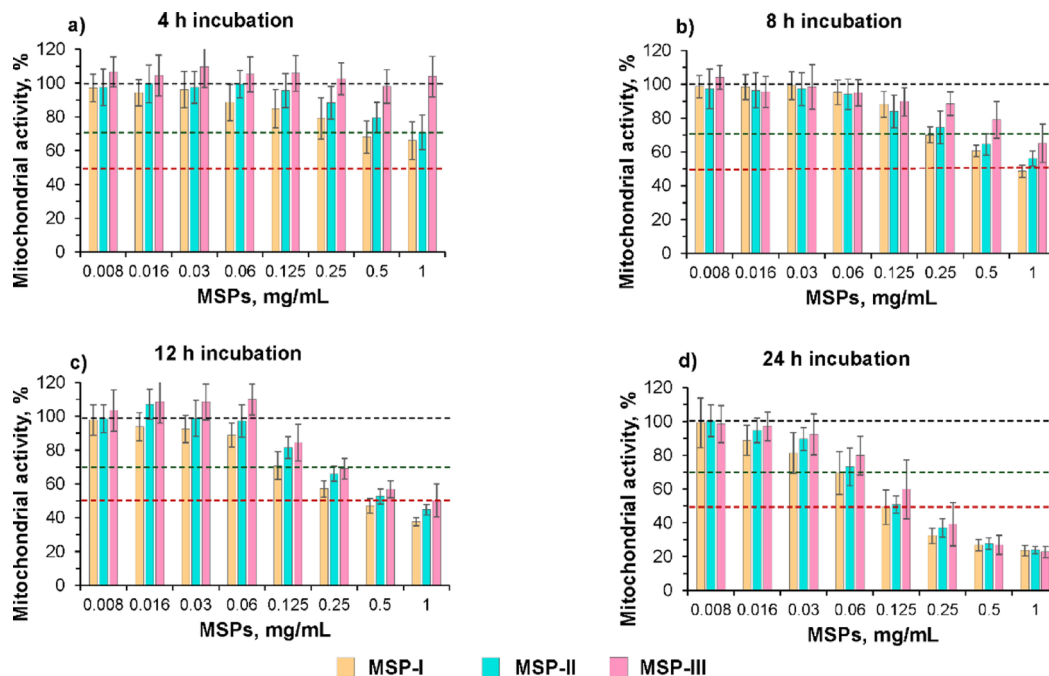 a)
4 h incubation
Mitochondrial activity, %
120
100
80
60
40
20
0
0.008 0.016 0.03 0.06 0.125 0.25 0.5 1
MSPs, mg/mL
b)
8 h incubation
Mitochondrial activity, %
120
100
80
60
40
20
0
0.008 0.016 0.03 0.06 0.125 0.25 0.5 1
MSPs, mg/mL
c)
12 h incubation
Mitochondrial activity, %
120
100
80
60
40
20
0
0.008 0.016 0.03 0.06 0.125 0.25 0.5 1
MSPs, mg/mL
d)
24 h incubation
Mitochondrial activity, %
120
100
80
60
40
20
0
0.008 0.016 0.03 0.06 0.125 0.25 0.5 1
MSPs, mg/mL
MSP-I MSP-II MSP-III